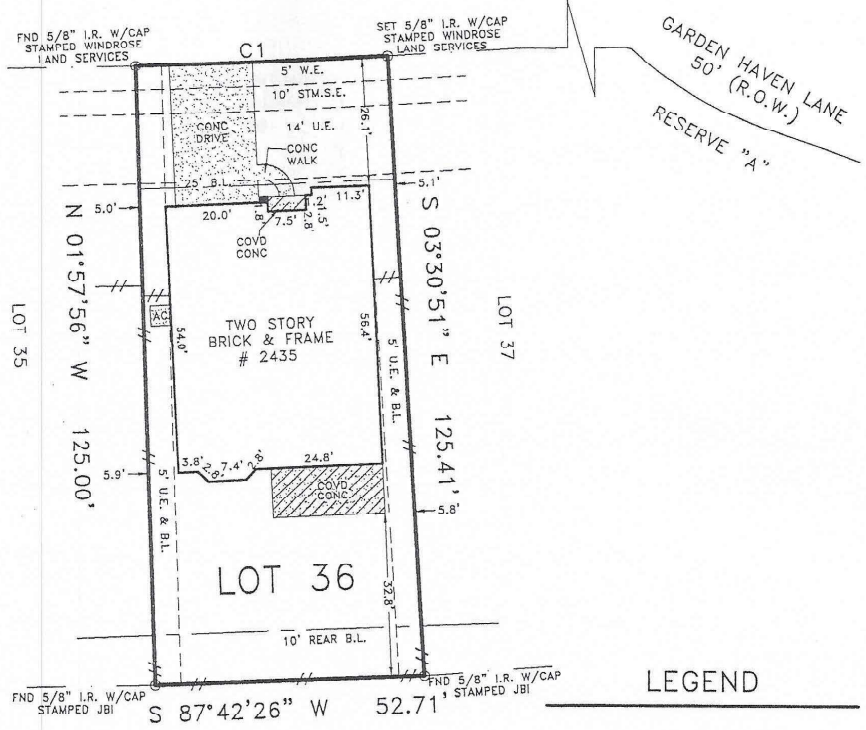 FND 5/8" I.R. W/CAP
STAMPED WINDROSE
LAND SERVICES
C1
SET 5/8" I.R. W/CAP
STAMPED WINDROSE
LAND SERVICES
GARDEN HAVEN LANE
50' (R.O.W.)
RESERVE "A"
5' W.E.
10' STM.S.E.
14' U.E.
26.1'
CONC
DRIVE
CONC
WALK
25' B.L.
5.1'
5.0'
11.3'
20.0'
1.8'
7.5'
2.8'
1.5'
COVD
CONC
N 01°57'56" W 125.00'
S 03°30'51" E 125.41'
LOT 35
LOT 37
AC
54.0'
TWO STORY
BRICK & FRAME
# 2435
56.4'
5' U.E. & B.L.
3.8'
2.8'
7.4'
2.8'
24.8'
COVD
CONC
5.9'
5.8'
5' U.E. & B.L.
LOT 36
32.8'
10' REAR B.L.
FND 5/8" I.R. W/CAP
STAMPED JBI
FND 5/8" I.R. W/CAP
STAMPED JBI
S 87°42'26" W 52.71'
LEGEND